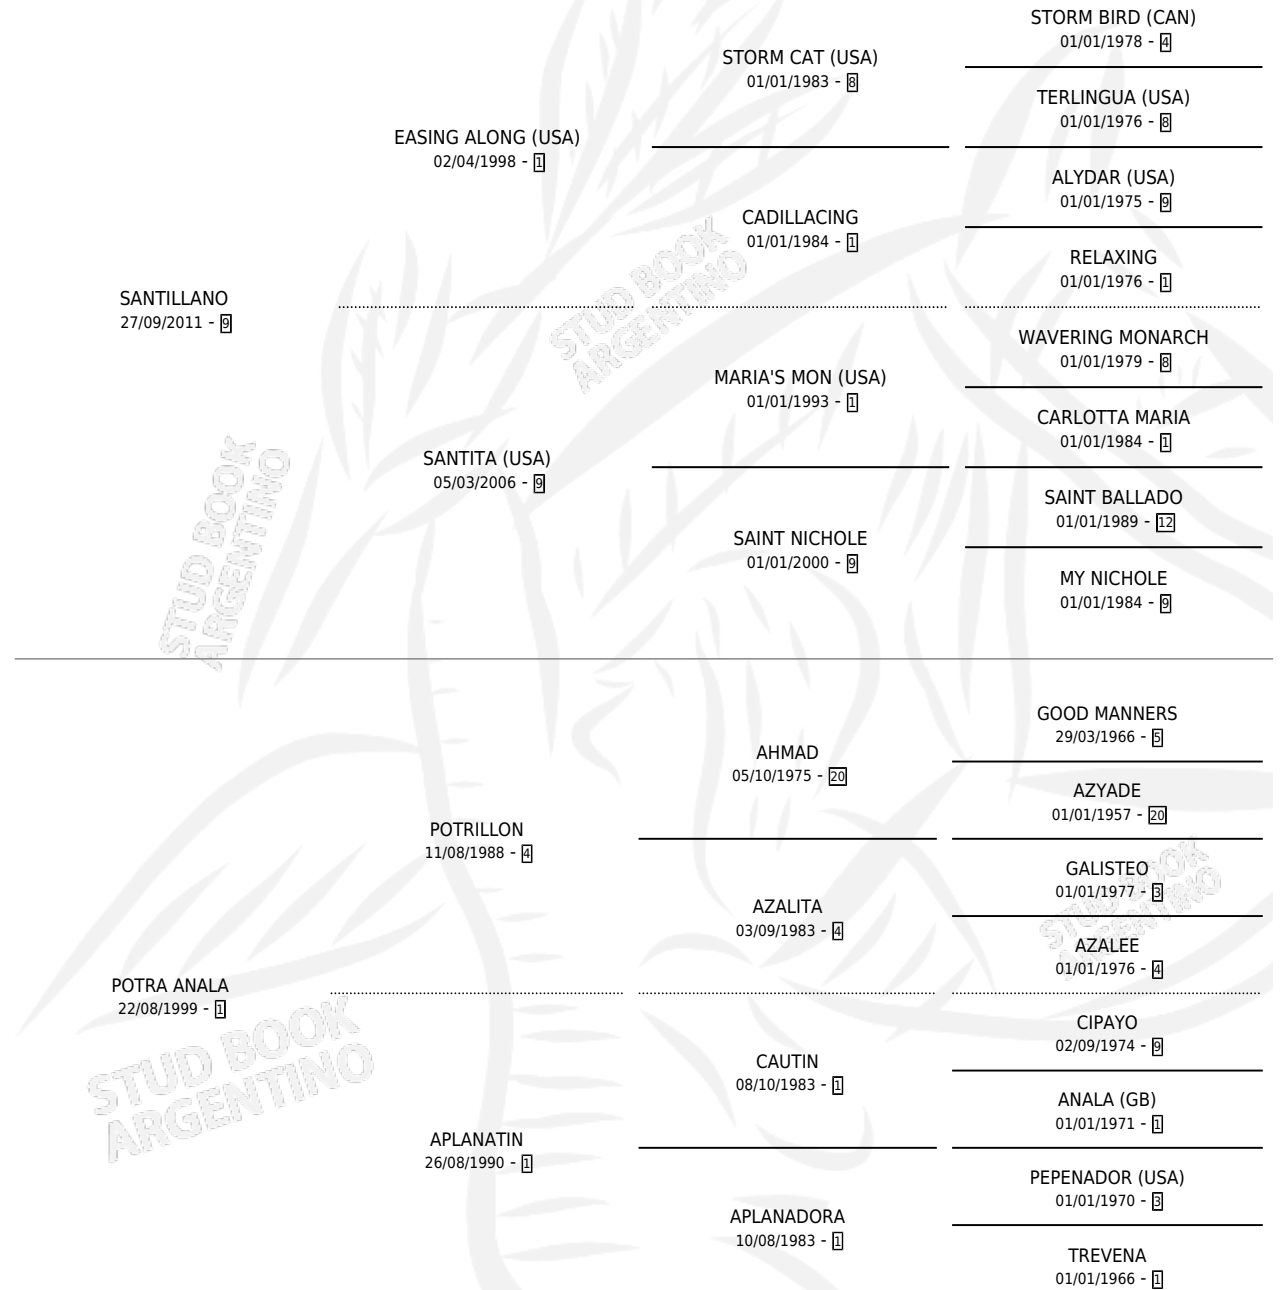 STORM BIRD (CAN)
01/01/1978 - 4
STORM CAT (USA)
01/01/1983 - 8
TERLINGUA (USA)
01/01/1976 - 8
EASING ALONG (USA)
02/04/1998 - 1
ALYDAR (USA)
01/01/1975 - 9
CADILLACING
01/01/1984 - 1
RELAXING
01/01/1976 - 1
SANTILLANO
27/09/2011 - 9
WAVERING MONARCH
01/01/1979 - 8
MARIA'S MON (USA)
01/01/1993 - 1
CARLOTTA MARIA
01/01/1984 - 1
SANTITA (USA)
05/03/2006 - 9
SAINT BALLADO
01/01/1989 - 12
SAINT NICHOLE
01/01/2000 - 9
MY NICHOLE
01/01/1984 - 9
STUD BOOK
ARGENTINO
STUD BOOK
ARGENTINO
GOOD MANNERS
29/03/1966 - 5
AHMAD
05/10/1975 - 20
AZYADE
01/01/1957 - 20
POTRILLON
11/08/1988 - 4
GALISTEO
01/01/1977 - 3
AZALITA
03/09/1983 - 4
AZALEE
01/01/1976 - 4
POTRA ANALA
22/08/1999 - 1
CIPAYO
02/09/1974 - 9
CAUTIN
08/10/1983 - 1
ANALA (GB)
01/01/1971 - 1
APLANATIN
26/08/1990 - 1
PEPENADOR (USA)
01/01/1970 - 3
APLANADORA
10/08/1983 - 1
TREVENA
01/01/1966 - 1
STUD BOOK
ARGENTINO
STUD BOOK
ARGENTINO